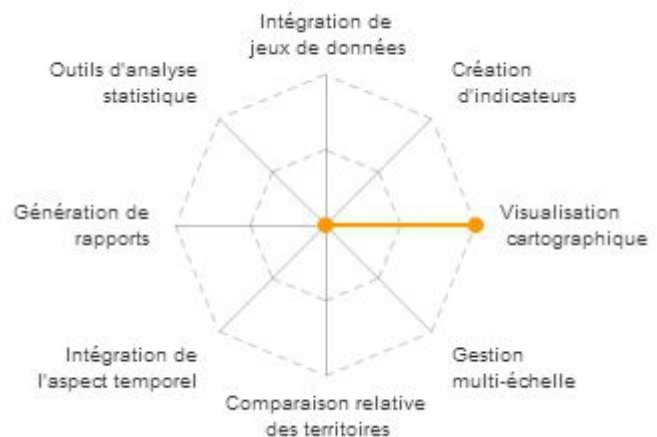 Intégration de
jeux de données
Création
d'indicateurs
Visualisation
cartographique
Gestion
multi-échelle
Comparaison relative
des territoires
Intégration de
l'aspect temporel
Génération de
rapports
Outils d'analyse
statistique